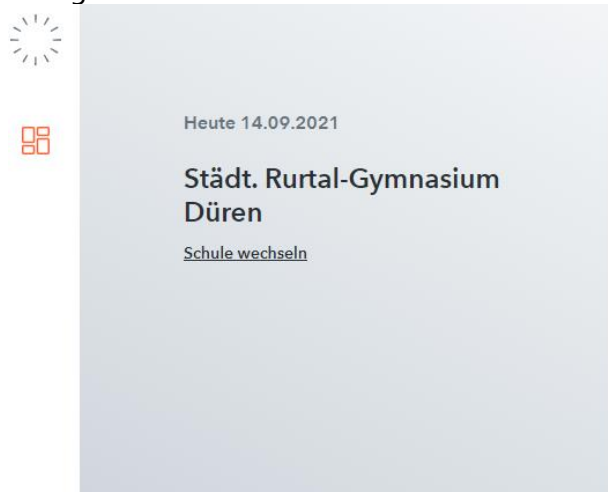 Heute 14.09.2021
Städt. Rurtal-Gymnasium
Düren
Schule wechseln